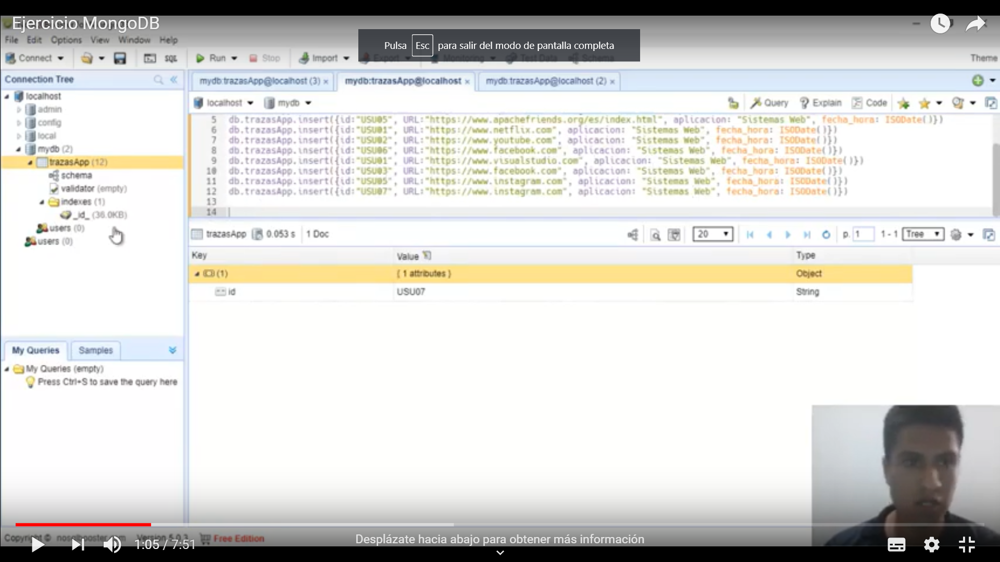 Ejercicio MongoDB
File Edit Options View Window Help
Pulsa Esc para salir del modo de pantalla completa
Connect SQL Run Stop Import Export Monitoring Test Data Schema Theme
Connection Tree
mydb:trazasApp@localhost (3) × mydb:trazasApp@localhost × mydb:trazasApp@localhost (2) ×
localhost
admin
config
local
mydb (2)
trazasApp (12)
schema
validator (empty)
indexes (1)
_id_ (36.0KB)
users (0)
users (0)
localhost mydb Query Explain Code
5 db.trazasApp.insert({id:"USU05", URL:"https://www.apachefriends.org/es/index.html", aplicacion: "Sistemas Web", fecha_hora: ISODate()})
6 db.trazasApp.insert({id:"USU01", URL:"https://www.netflix.com", aplicacion: "Sistemas Web", fecha_hora: ISODate()})
7 db.trazasApp.insert({id:"USU02", URL:"https://www.youtube.com", aplicacion: "Sistemas Web", fecha_hora: ISODate()})
8 db.trazasApp.insert({id:"USU06", URL:"https://www.facebook.com", aplicacion: "Sistemas Web", fecha_hora: ISODate()})
9 db.trazasApp.insert({id:"USU01", URL:"https://www.visualstudio.com", aplicacion: "Sistemas Web", fecha_hora: ISODate()})
10 db.trazasApp.insert({id:"USU03", URL:"https://www.facebook.com", aplicacion: "Sistemas Web", fecha_hora: ISODate()})
11 db.trazasApp.insert({id:"USU05", URL:"https://www.instagram.com", aplicacion: "Sistemas Web", fecha_hora: ISODate()})
12 db.trazasApp.insert({id:"USU07", URL:"https://www.instagram.com", aplicacion: "Sistemas Web", fecha_hora: ISODate()})
13
14
trazasApp 0.053 s 1 Doc 20 p. 1 1 - 1 Tree
Key Value Type
(1) { 1 attributes } Object
id USU07 String
My Queries Samples
My Queries (empty)
Press Ctrl+S to save the query here
Copyright © nosqlbooster.com Version 5.0.3 Free Edition
1:05 / 7:51
Desplázate hacia abajo para obtener más información